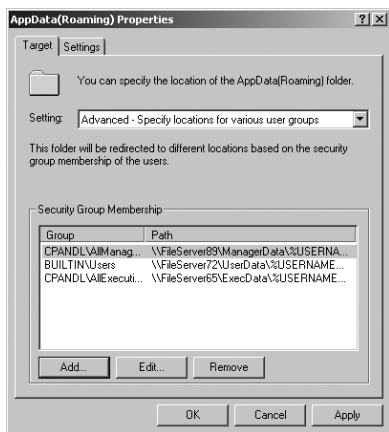 AppData(Roaming) Properties
Target Settings
You can specify the location of the AppData(Roaming) folder.
Setting: Advanced - Specify locations for various user groups
This folder will be redirected to different locations based on the security
group membership of the users.
Security Group Membership
Group Path
CPANDL\AllManag... \\FileServer89\ManagerData\%USERNA...
BUILTIN\Users \\FileServer72\UserData\%USERNAME...
CPANDL\AllExecuti... \\FileServer65\ExecData\%USERNAME...
Add... Edit... Remove
OK Cancel Apply